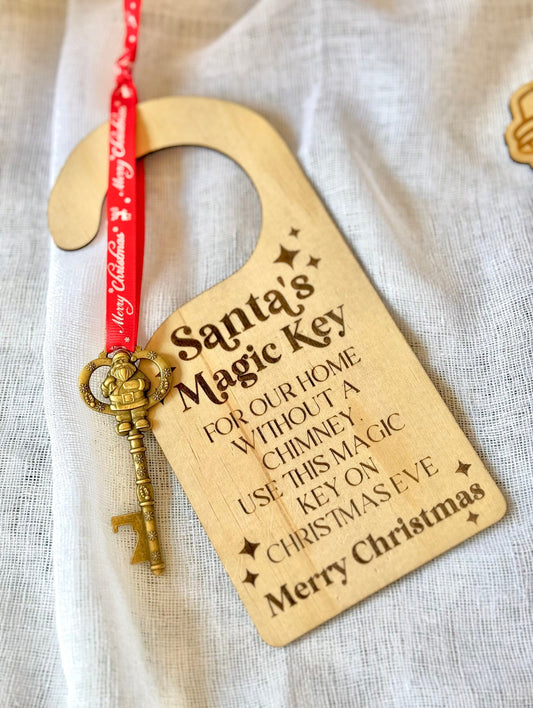 Merry Christmas
Merry Christmas
Santa's
Magic Key
FOR OUR HOME
WITHOUT A
CHIMNEY
USE THIS MAGIC
KEY ON
CHRISTMAS EVE
Merry Christmas